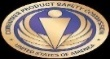 CONSUMER PRODUCT SAFETY COMMISSION
UNITED STATES OF AMERICA